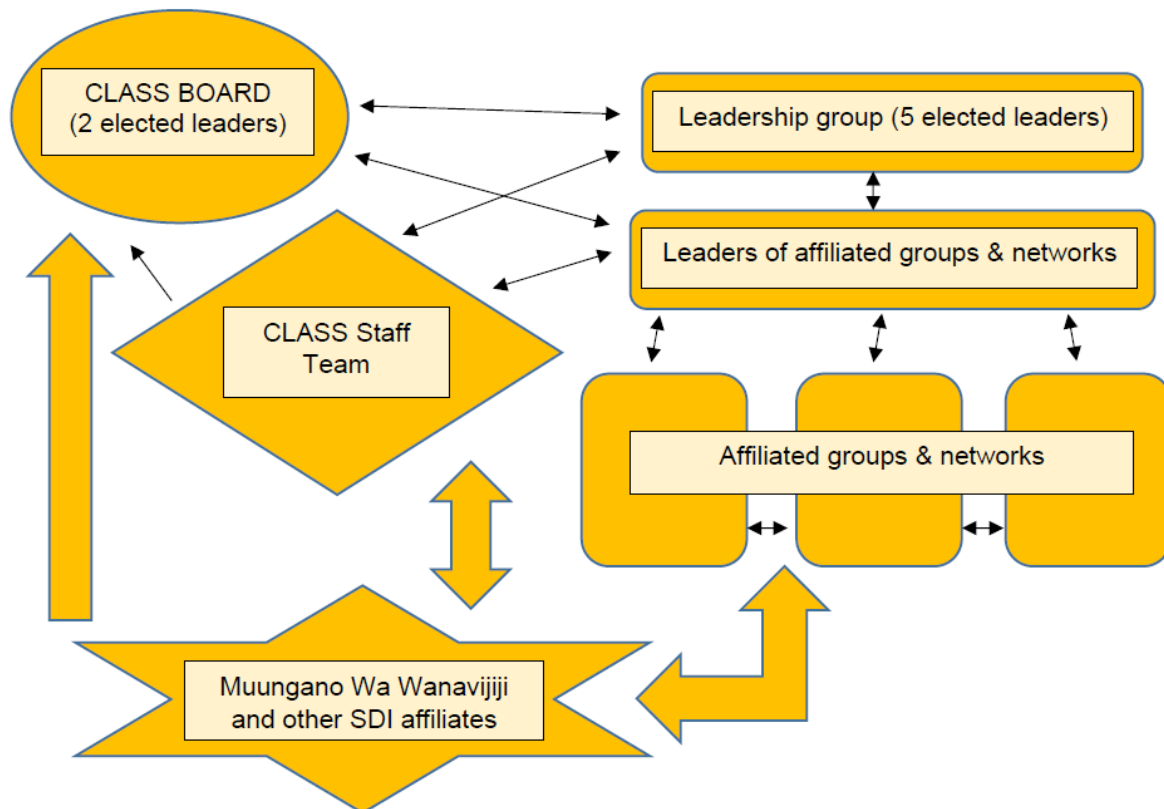 CLASS BOARD
(2 elected leaders)
Leadership group (5 elected leaders)
Leaders of affiliated groups & networks
CLASS Staff
Team
Affiliated groups & networks
Muungano Wa Wanavijiji
and other SDI affiliates